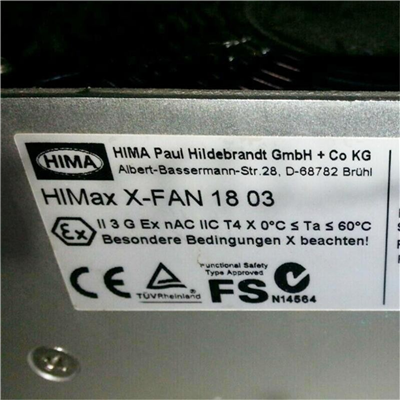 HIMA
HIMA Paul Hildebrandt GmbH + Co KG
Albert-Bassermann-Str.28, D-68782 Brühl
HIMax X-FAN 18 03
Ex
II 3 G Ex nAC IIC T4 X 0°C ≤ Ta ≤ 60°C
Besondere Bedingungen X beachten!
CE
TÜVRheinland
Functional Safety
Type Approved
FS
N14564